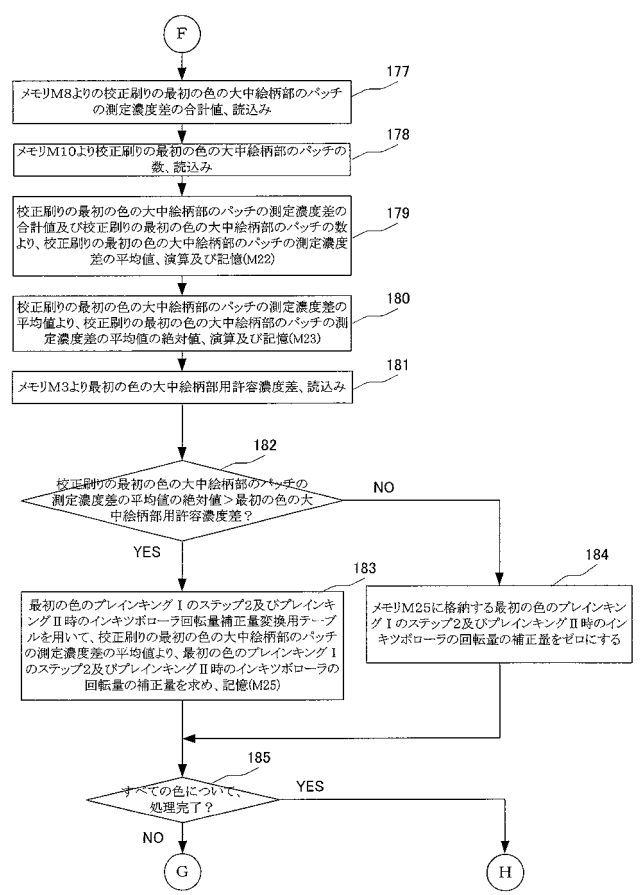 F
177
メモリM8よりの校正刷りの最初の色の大中絵柄部のパッチ
の測定濃度差の合計値、読込み
178
メモリM10より校正刷りの最初の色の大中絵柄部のパッチの
数、読込み
179
校正刷りの最初の色の大中絵柄部のパッチの測定濃度差の
合計値及び校正刷りの最初の色の大中絵柄部のパッチの数
より、校正刷りの最初の色の大中絵柄部のパッチの測定濃度
差の平均値、演算及び記憶(M22)
180
校正刷りの最初の色の大中絵柄部のパッチの測定濃度差の
平均値より、校正刷りの最初の色の大中絵柄部のパッチの測
定濃度差の平均値の絶対値、演算及び記憶(M23)
181
メモリM3より最初の色の大中絵柄部用許容濃度差、読込み
182
校正刷りの最初の色の大中絵柄部のパッチの
測定濃度差の平均値の絶対値>最初の色の大
中絵柄部用許容濃度差?
NO
YES
183
最初の色のプレインキングⅠのステップ2及びプレインキ
ングⅡ時のインキツボローラ回転量補正量変換用テー
ブルを用いて、校正刷りの最初の色の大中絵柄部のパッチ
の測定濃度差の平均値より、最初の色のプレインキングⅠ
のステップ2及びプレインキングⅡ時のインキツボローラの
回転量の補正量を求め、記憶(M25)
184
メモリM25に格納する最初の色のプレインキン
グⅠのステップ2及びプレインキングⅡ時のイン
キツボローラの回転量の補正量をゼロにする
185
すべての色について、
処理完了?
YES
NO
G
H